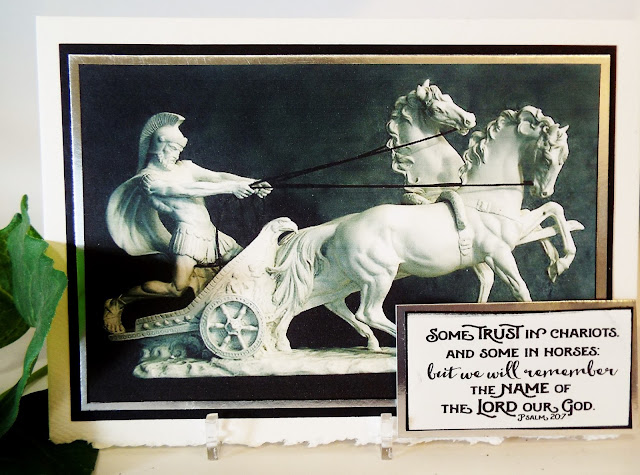 SOME TRUST IN CHARIOTS,
AND SOME IN HORSES:
but we will remember
THE NAME OF
THE LORD OUR GOD.
PSALM 20:7